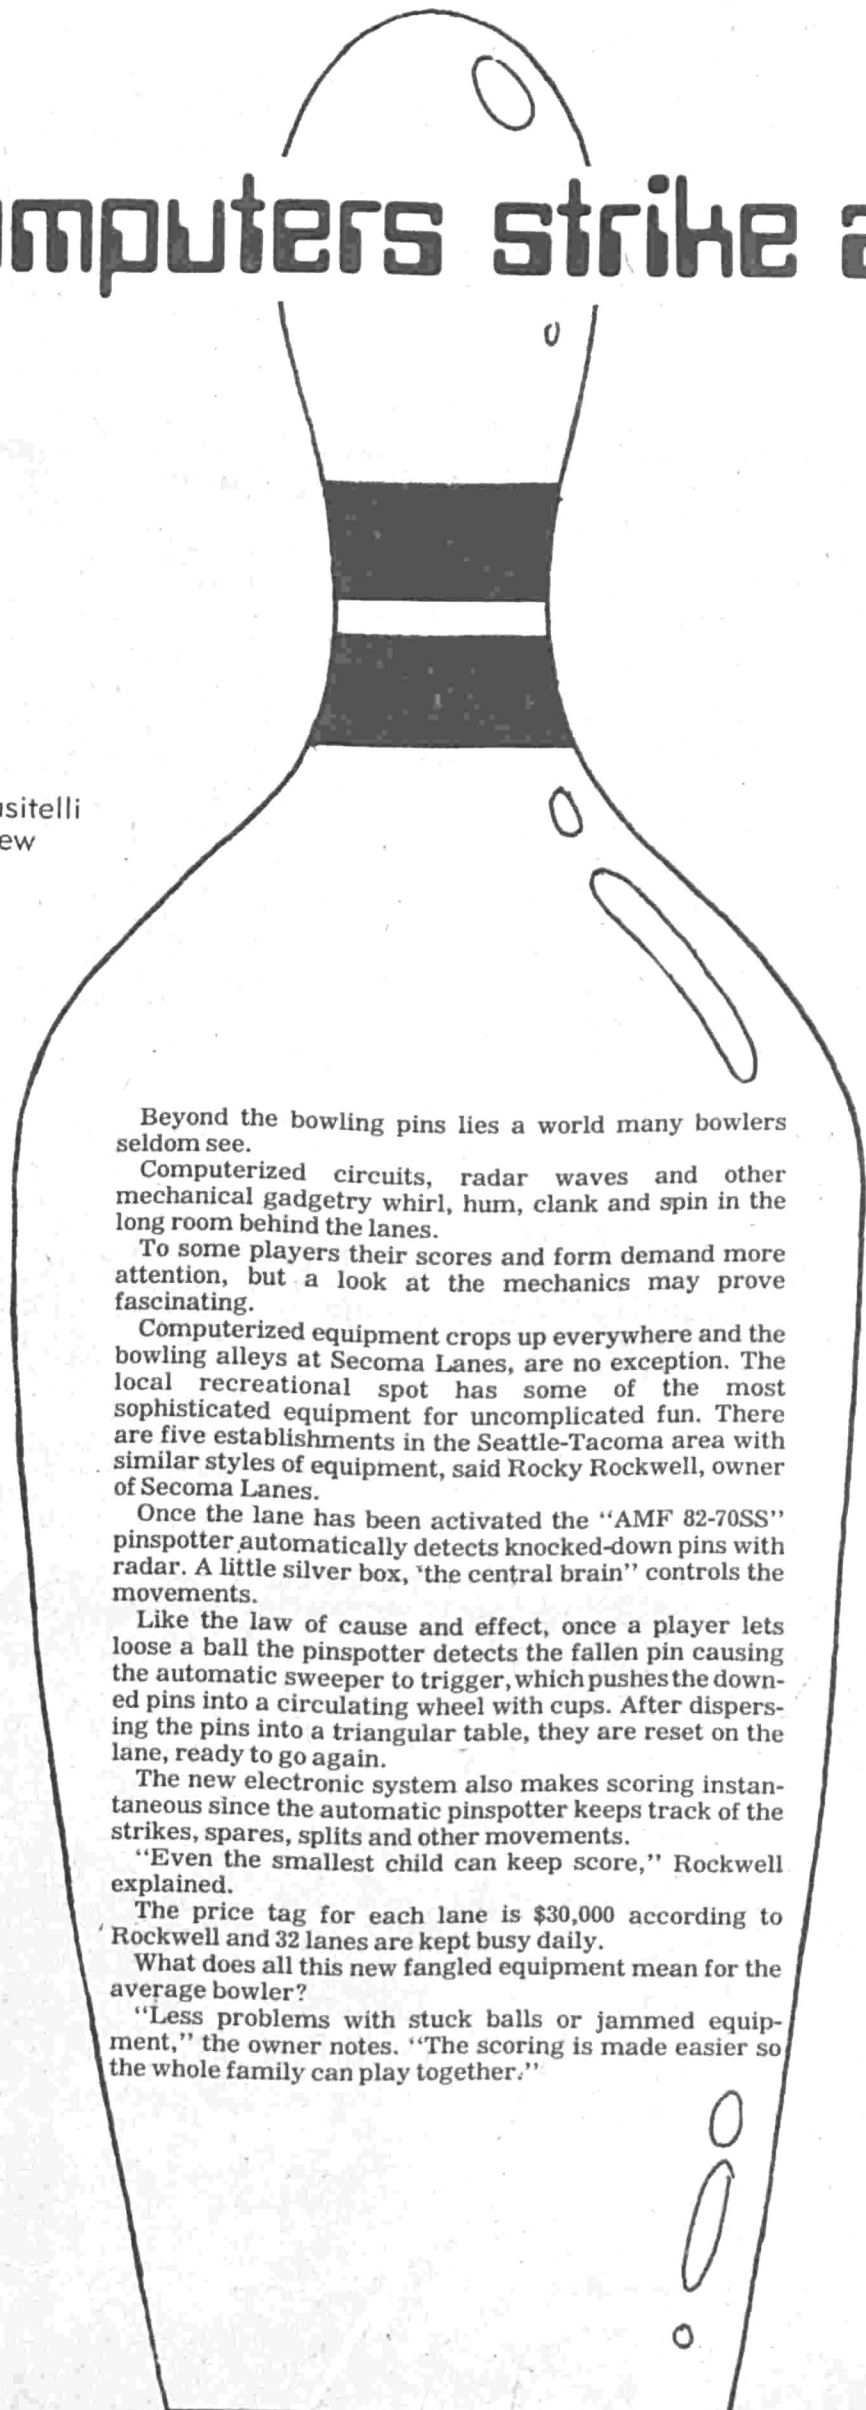 omputers strike a
usitelli
ew
Beyond the bowling pins lies a world many bowlers
seldom see.
Computerized circuits, radar waves and other
mechanical gadgetry whirl, hum, clank and spin in the
long room behind the lanes.
To some players their scores and form demand more
attention, but a look at the mechanics may prove
fascinating.
Computerized equipment crops up everywhere and the
bowling alleys at Secoma Lanes, are no exception. The
local recreational spot has some of the most
sophisticated equipment for uncomplicated fun. There
are five establishments in the Seattle-Tacoma area with
similar styles of equipment, said Rocky Rockwell, owner
of Secoma Lanes.
Once the lane has been activated the "AMF 82-70SS"
pinspotter automatically detects knocked-down pins with
radar. A little silver box, 'the central brain" controls the
movements.
Like the law of cause and effect, once a player lets
loose a ball the pinspotter detects the fallen pin causing
the automatic sweeper to trigger, which pushes the down-
ed pins into a circulating wheel with cups. After dispers-
ing the pins into a triangular table, they are reset on the
lane, ready to go again.
The new electronic system also makes scoring instan-
taneous since the automatic pinspotter keeps track of the
strikes, spares, splits and other movements.
"Even the smallest child can keep score," Rockwell
explained.
The price tag for each lane is $30,000 according to
Rockwell and 32 lanes are kept busy daily.
What does all this new fangled equipment mean for the
average bowler?
"Less problems with stuck balls or jammed equip-
ment," the owner notes. "The scoring is made easier so
the whole family can play together."